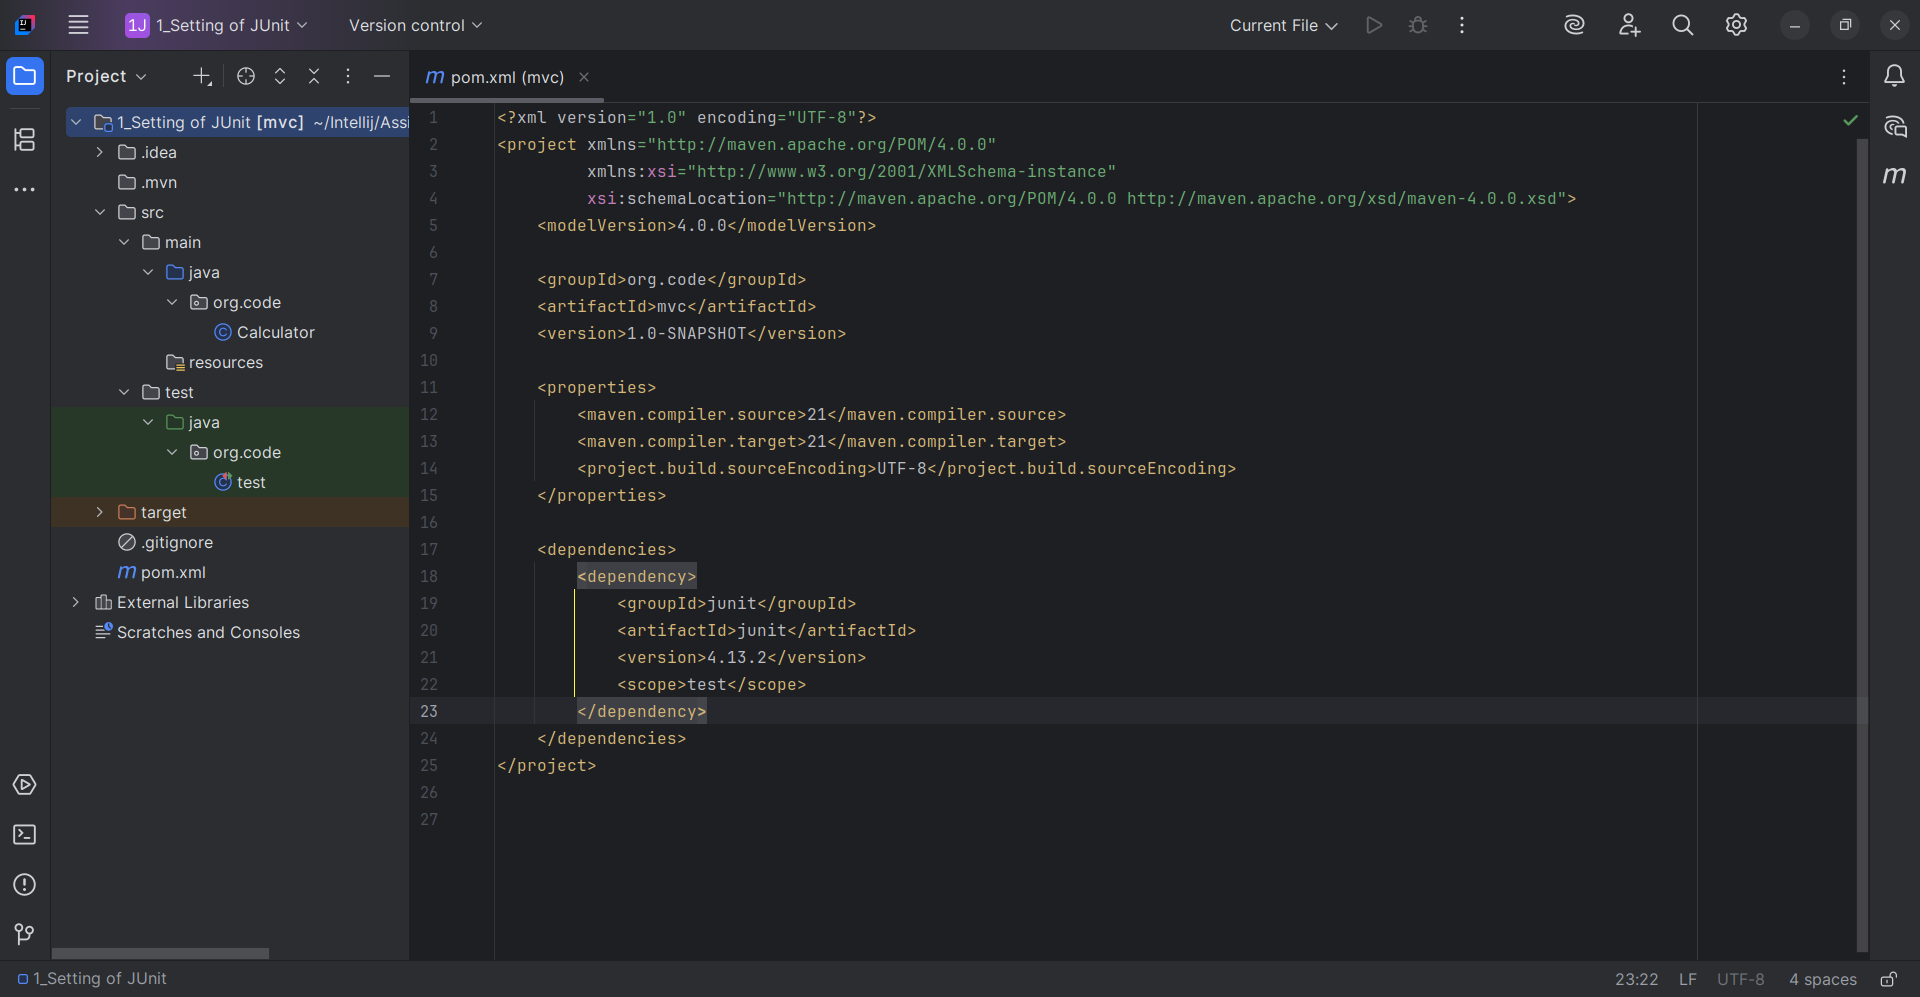 1J 1_Setting of JUnit Version control Current File
Project
pom.xml (mvc)
1_Setting of JUnit [mvc] ~/Intellij/Assi
.idea
.mvn
src
main
java
org.code
Calculator
resources
test
java
org.code
test
target
.gitignore
pom.xml
External Libraries
Scratches and Consoles
1 <?xml version="1.0" encoding="UTF-8"?>
2 <project xmlns="http://maven.apache.org/POM/4.0.0"
3          xmlns:xsi="http://www.w3.org/2001/XMLSchema-instance"
4          xsi:schemaLocation="http://maven.apache.org/POM/4.0.0 http://maven.apache.org/xsd/maven-4.0.0.xsd">
5     <modelVersion>4.0.0</modelVersion>
6
7     <groupId>org.code</groupId>
8     <artifactId>mvc</artifactId>
9     <version>1.0-SNAPSHOT</version>
10
11     <properties>
12         <maven.compiler.source>21</maven.compiler.source>
13         <maven.compiler.target>21</maven.compiler.target>
14         <project.build.sourceEncoding>UTF-8</project.build.sourceEncoding>
15     </properties>
16
17     <dependencies>
18         <dependency>
19             <groupId>junit</groupId>
20             <artifactId>junit</artifactId>
21             <version>4.13.2</version>
22             <scope>test</scope>
23         </dependency>
24     </dependencies>
25 </project>
26
27
1_Setting of JUnit 23:22 LF UTF-8 4 spaces